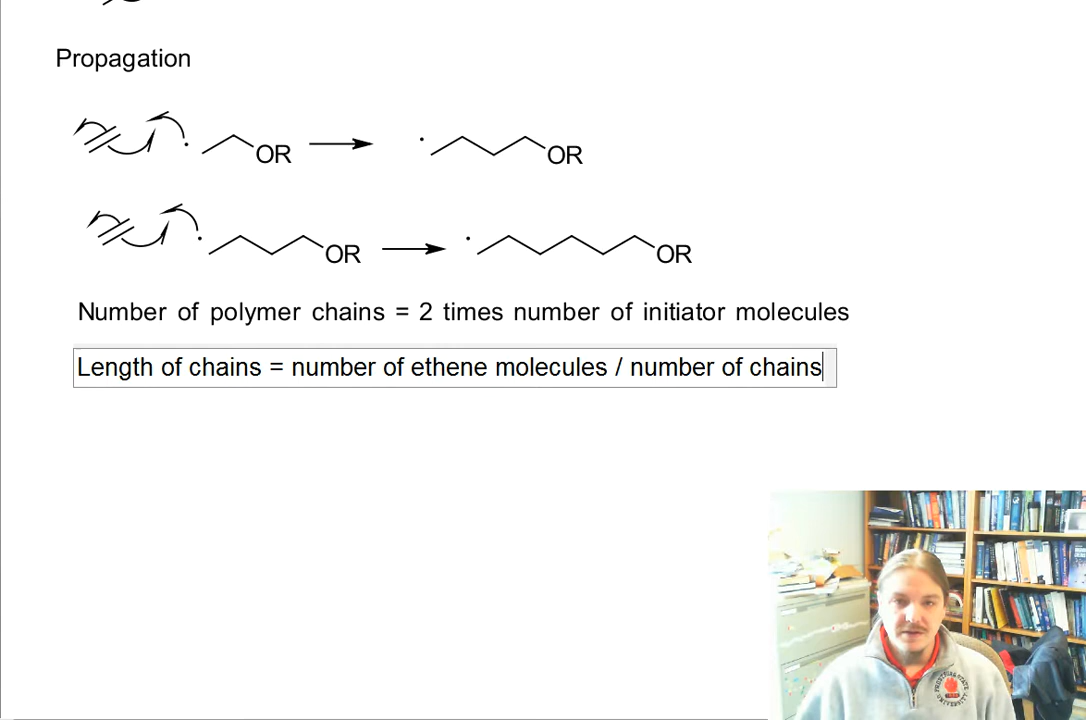 Propagation
OR OR
OR OR
Number of polymer chains = 2 times number of initiator molecules
Length of chains = number of ethene molecules / number of chains